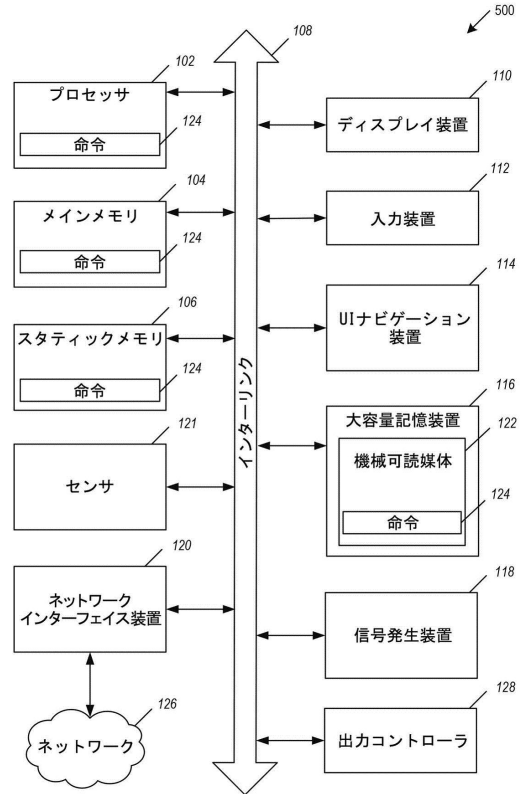 500
108
102
プロセッサ
124
命令
104
メインメモリ
124
命令
106
スタティックメモリ
124
命令
121
センサ
120
ネットワーク
インターフェイス装置
126
ネットワーク
インターリンク
110
ディスプレイ装置
112
入力装置
114
UIナビゲーション
装置
116
大容量記憶装置
122
機械可読媒体
124
命令
118
信号発生装置
128
出力コントローラ